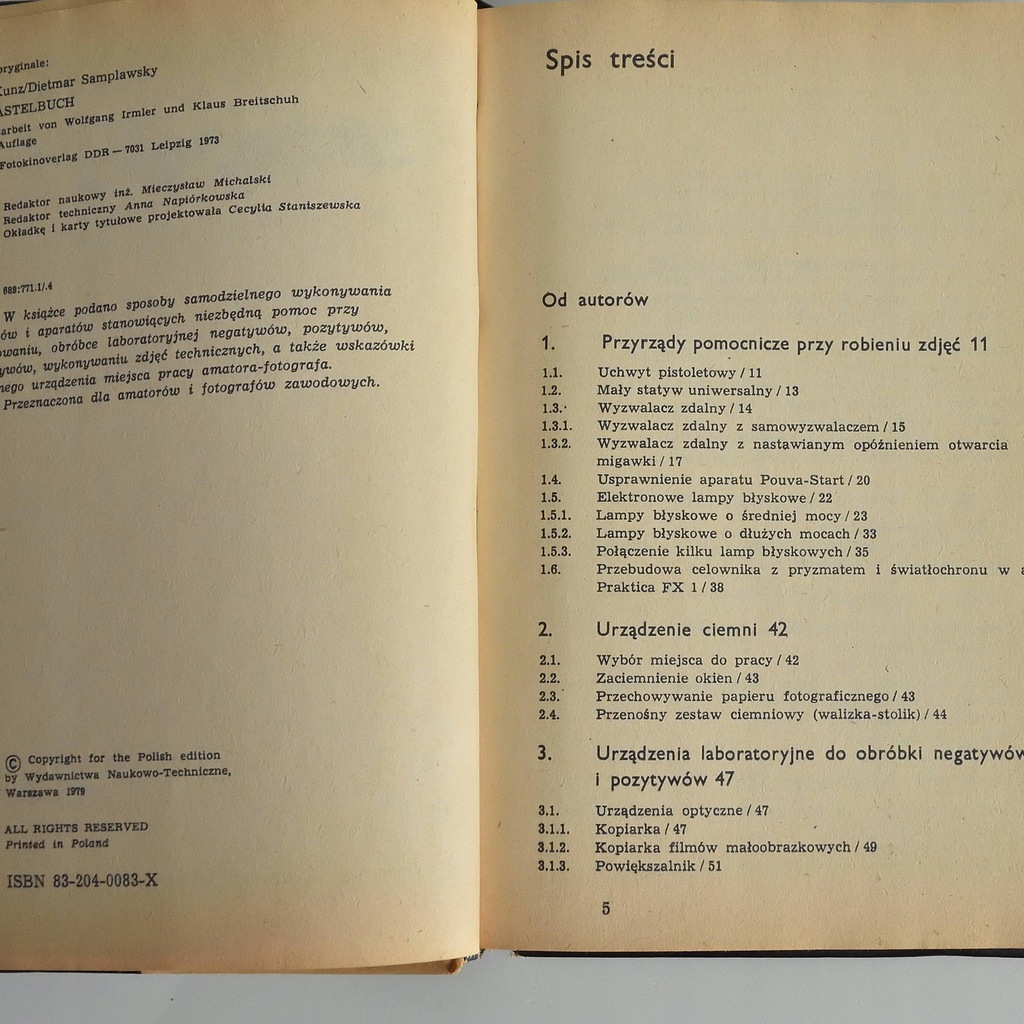 oryginale:
Kunz/Dietmar Samplawsky
ASTELBUCH
arbeit von Wolfgang Irmler und Klaus Breitschuh
Auflage
Fotokinoverlag DDR — 7031 Leipzig 1973
Redaktor naukowy inż. Mieczysław Michalski
Redaktor techniczny Anna Napiórkowska
Okładkę i karty tytułowe projektowała Cecylia Staniszewska
689:771.1/.4
W książce podano sposoby samodzielnego wykonywania
ów i aparatów stanowiących niezbędną pomoc przy
owaniu, obróbce laboratoryjnej negatywów, pozytywów,
ywów, wykonywaniu zdjęć technicznych, a także wskazówki
nego urządzenia miejsca pracy amatora-fotografa.
Przeznaczona dla amatorów i fotografów zawodowych.
© Copyright for the Polish edition
by Wydawnictwa Naukowo-Techniczne,
Warszawa 1979
ALL RIGHTS RESERVED
Printed in Poland
ISBN 83-204-0083-X
Spis treści
Od autorów
1. Przyrządy pomocnicze przy robieniu zdjęć 11
1.1. Uchwyt pistoletowy / 11
1.2. Mały statyw uniwersalny / 13
1.3. Wyzwalacz zdalny / 14
1.3.1. Wyzwalacz zdalny z samowyzwalaczem / 15
1.3.2. Wyzwalacz zdalny z nastawianym opóźnieniem otwarcia
migawki / 17
1.4. Usprawnienie aparatu Pouva-Start / 20
1.5. Elektronowe lampy błyskowe / 22
1.5.1. Lampy błyskowe o średniej mocy / 23
1.5.2. Lampy błyskowe o dłużych mocach / 33
1.5.3. Połączenie kilku lamp błyskowych / 35
1.6. Przebudowa celownika z pryzmatem i światłochronu w
Praktica FX 1 / 38
2. Urządzenie ciemni 42
2.1. Wybór miejsca do pracy / 42
2.2. Zaciemnienie okien / 43
2.3. Przechowywanie papieru fotograficznego / 43
2.4. Przenośny zestaw ciemniowy (walizka-stolik) / 44
3. Urządzenia laboratoryjne do obróbki negatywów
i pozytywów 47
3.1. Urządzenia optyczne / 47
3.1.1. Kopiarka / 47
3.1.2. Kopiarka filmów małoobrazkowych / 49
3.1.3. Powiększalnik / 51
5